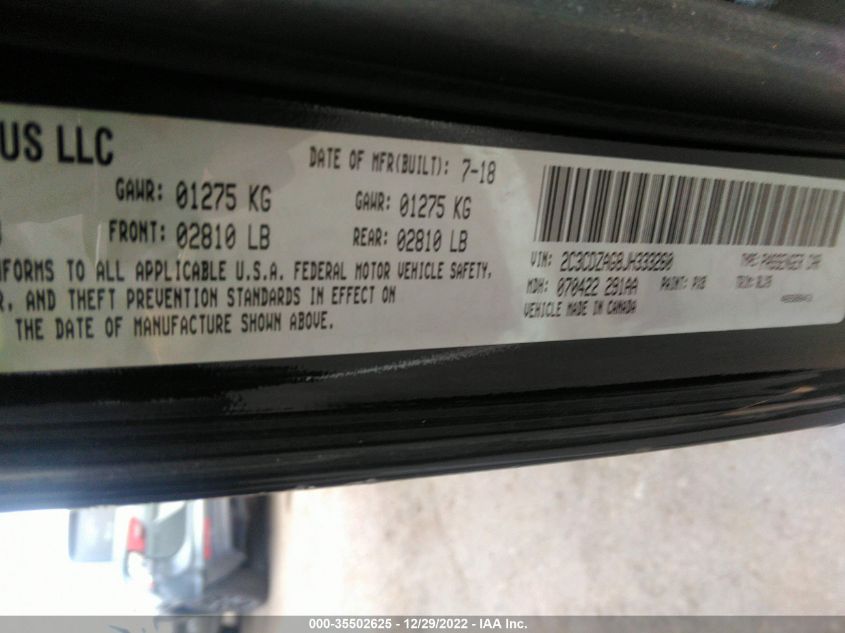 US LLC
DATE OF MFR(BUILT): 7-18
GAWR: 01275 KG
GAWR: 01275 KG
FRONT: 02810 LB
REAR: 02810 LB
TO ALL APPLICABLE U.S.A. FEDERAL MOTOR VEHICLE SAFETY,
AND THEFT PREVENTION STANDARDS IN EFFECT ON
THE DATE OF MANUFACTURE SHOWN ABOVE.
VIN: 2C3CDZAG8JH333260
TYPE: PASSENGER CAR
MDH: 070422 291AA
PAINT:
TRIM:
VEHICLE MADE IN CANADA
000-35502625 - 12/29/2022 - IAA Inc.